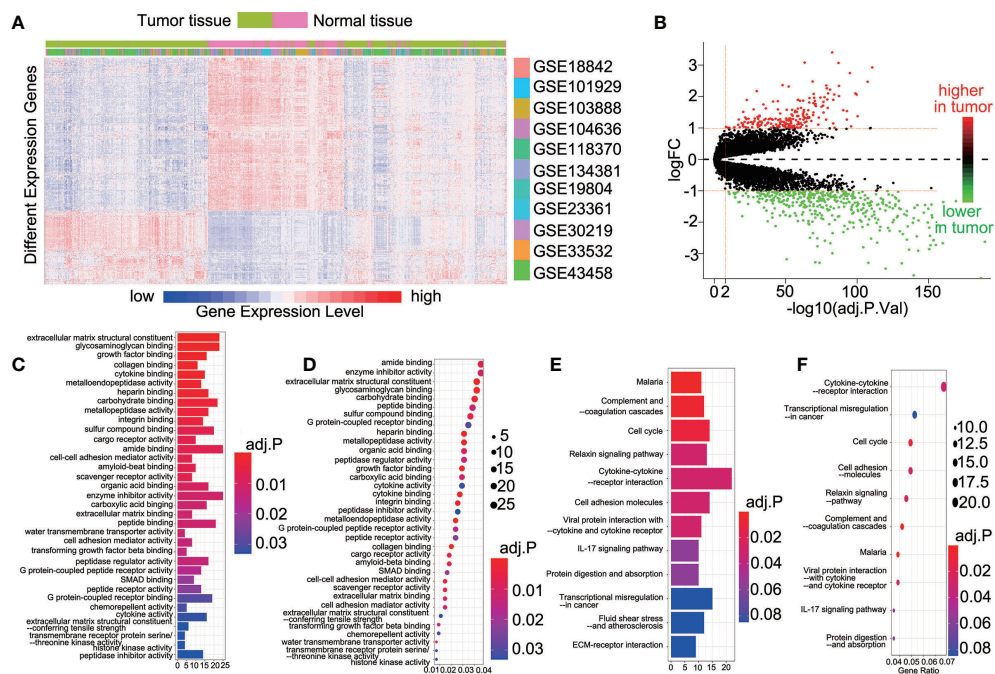 Tumor tissue
Normal tissue
A
Different Expression Genes
GSE18842
GSE101929
GSE103888
GSE104636
GSE118370
GSE134381
GSE19804
GSE23361
GSE30219
GSE33532
GSE43458
low
high
Gene Expression Level
B
logFC
3
2
1
0
-1
-2
-3
0 2
50
100
150
-log10(adj.P.Val)
higher
in tumor
lower
in tumor
C
extracellular matrix structural constituent
glycosaminoglycan binding
growth factor binding
collagen binding
cytokine binding
metalloendopeptidase activity
heparin binding
carbohydrate binding
metallopeptidase activity
integrin binding
sulfur compound binding
cargo receptor activity
amide binding
cell-cell adhesion mediator activity
amyloid-beat binding
scavenger receptor activity
organic acid binding
enzyme inhibitor activity
carboxylic acid binging
extracellular matrix binding
peptide binding
water transmembrane transporter activity
cell adhesion mediator activity
transforming growth factor beta binding
peptidase regulator activity
G protein-coupled peptide receptor activity
SMAD binding
peptide receptor activity
G protein-coupled receptor binding
chemorepellent activity
cytokine activity
extracellular matrix structural constituent
--conferring tensile strength
transmembrane receptor protein serine/
--threonine kinase activity
histone kinase activity
peptidase inhibitor activity
0 5 10 15 20 25
adj.P
0.01
0.02
0.03
D
amide binding
enzyme inhibitor activity
extracellular matrix structural constituent
glycosaminoglycan binding
carbohydrate binding
peptide binding
sulfur compound binding
G protein-coupled receptor binding
heparin binding
metallopeptidase activity
organic acid binding
peptidase regulator activity
growth factor binding
carboxylic acid binding
cytokine activity
cytokine binding
integrin binding
peptidase inhibitor activity
metalloendopeptidase activity
G protein-coupled peptide receptor activity
peptide receptor activity
collagen binding
cargo receptor activity
amyloid-beta binding
SMAD binding
cell-cell adhesion mediator activity
scavenger receptor activity
extracellular matrix binding
cell adhesion mediator activity
extracellular matrix structural constituent
--conferring tensile strength
transforming growth factor beta binding
chemorepellent activity
water transmembrane transporter activity
transmembrane receptor protein serine/
--threonine kinase activity
histone kinase activity
0.01 0.02 0.03 0.04
5
10
15
20
25
adj.P
0.01
0.02
0.03
E
Malaria
Complement and
--coagulation cascades
Cell cycle
Relaxin signaling pathway
Cytokine-cytokine
--receptor interaction
Cell adhesion molecules
Viral protein interaction with
--cytokine and cytokine receptor
IL-17 signaling pathway
Protein digestion and absorption
Transcriptional misregulation
--in cancer
Fluid shear stress
--and atherosclerosis
ECM-receptor interaction
0 5 10 15 20
adj.P
0.02
0.04
0.06
0.08
F
Cytokine-cytokine
--receptor interaction
Transcriptional misregulation
--in cancer
Cell cycle
Cell adhesion
--molecules
Relaxin signaling
--pathway
Complement and
--coagulation cascades
Malaria
Viral protein interaction
--with cytokine
--and cytokine receptor
IL-17 signaling pathway
Protein digestion
--and absorption
0.04 0.05 0.06 0.07
Gene Ratio
10.0
12.5
15.0
17.5
20.0
adj.P
0.02
0.04
0.06
0.08